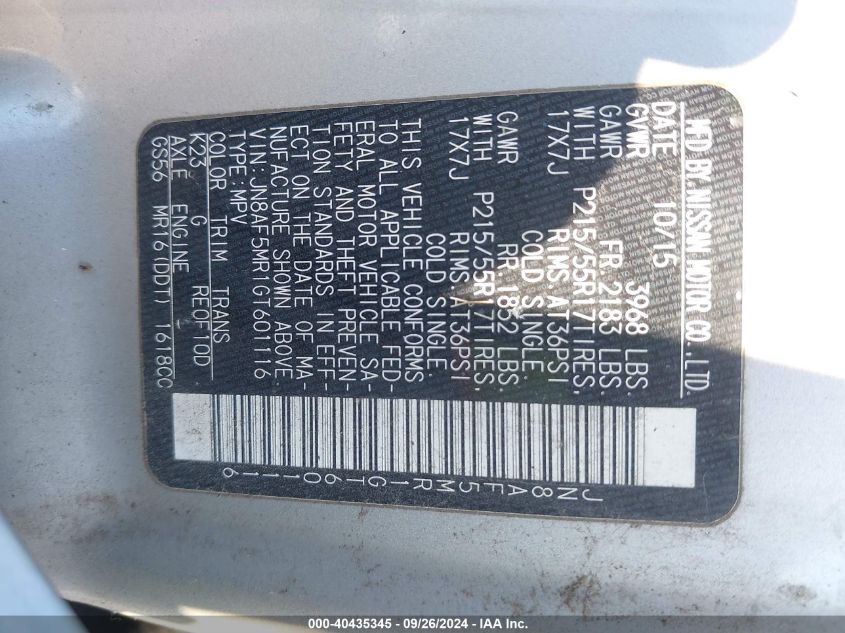 MFD BY NISSAN MOTOR CO.,LTD.
DATE 10/15
GVWR 3968 LBS.
GAWR FR 2183 LBS.
WITH P215/55R17TIRES,
17X7J RIMS,AT36PSI
COLD SINGLE.
GAWR RR 1852 LBS.
WITH P215/55R17TIRES,
17X7J RIMS,AT36PSI
COLD SINGLE
THIS VEHICLE CONFORMS
TO ALL APPLICABLE FED-
ERAL MOTOR VEHICLE SA-
FETY AND THEFT PREVEN
TION STANDARDS IN EFF-
ECT ON THE DATE OF MA-
NUFACTURE SHOWN ABOVE.
VIN:JN8AF5MR1GT601116
TYPE:MPV
COLOR TRIM TRANS
K23 G REOF10D
AXLE ENGINE
GS56 MR16(DDT) 1618CC
JN8AF5MR1GT601116
000-40435345 - 09/26/2024 - IAA Inc.